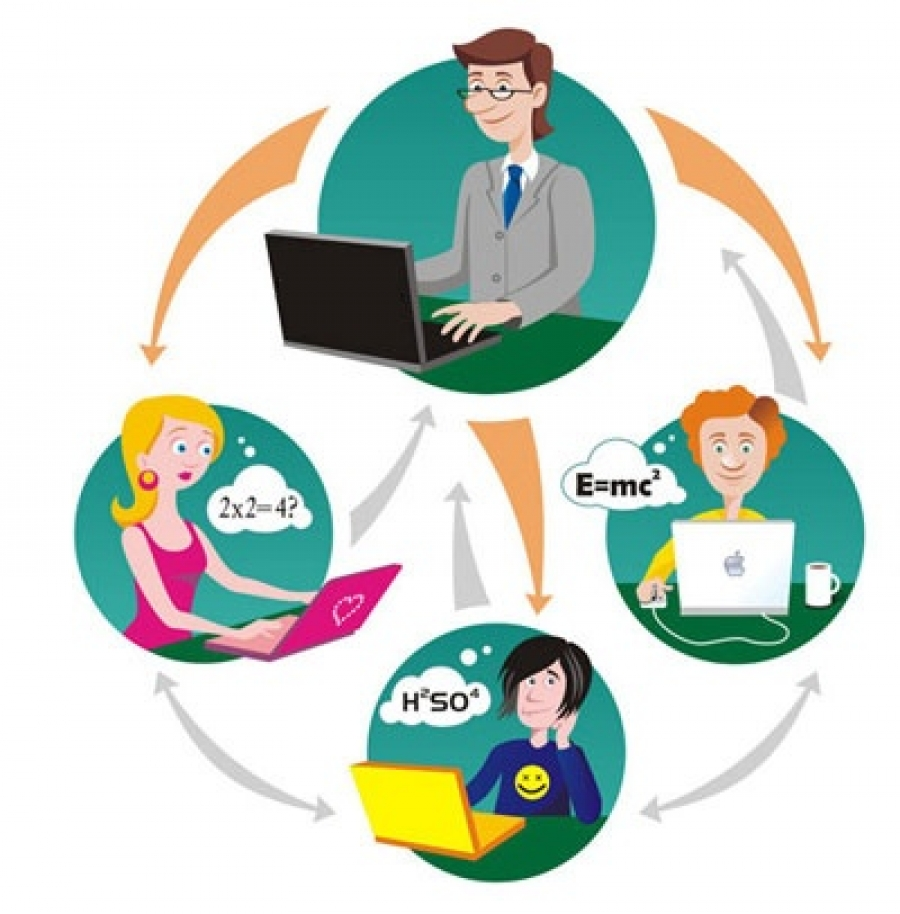 2x2=4?
E=mc²
H²SO⁴